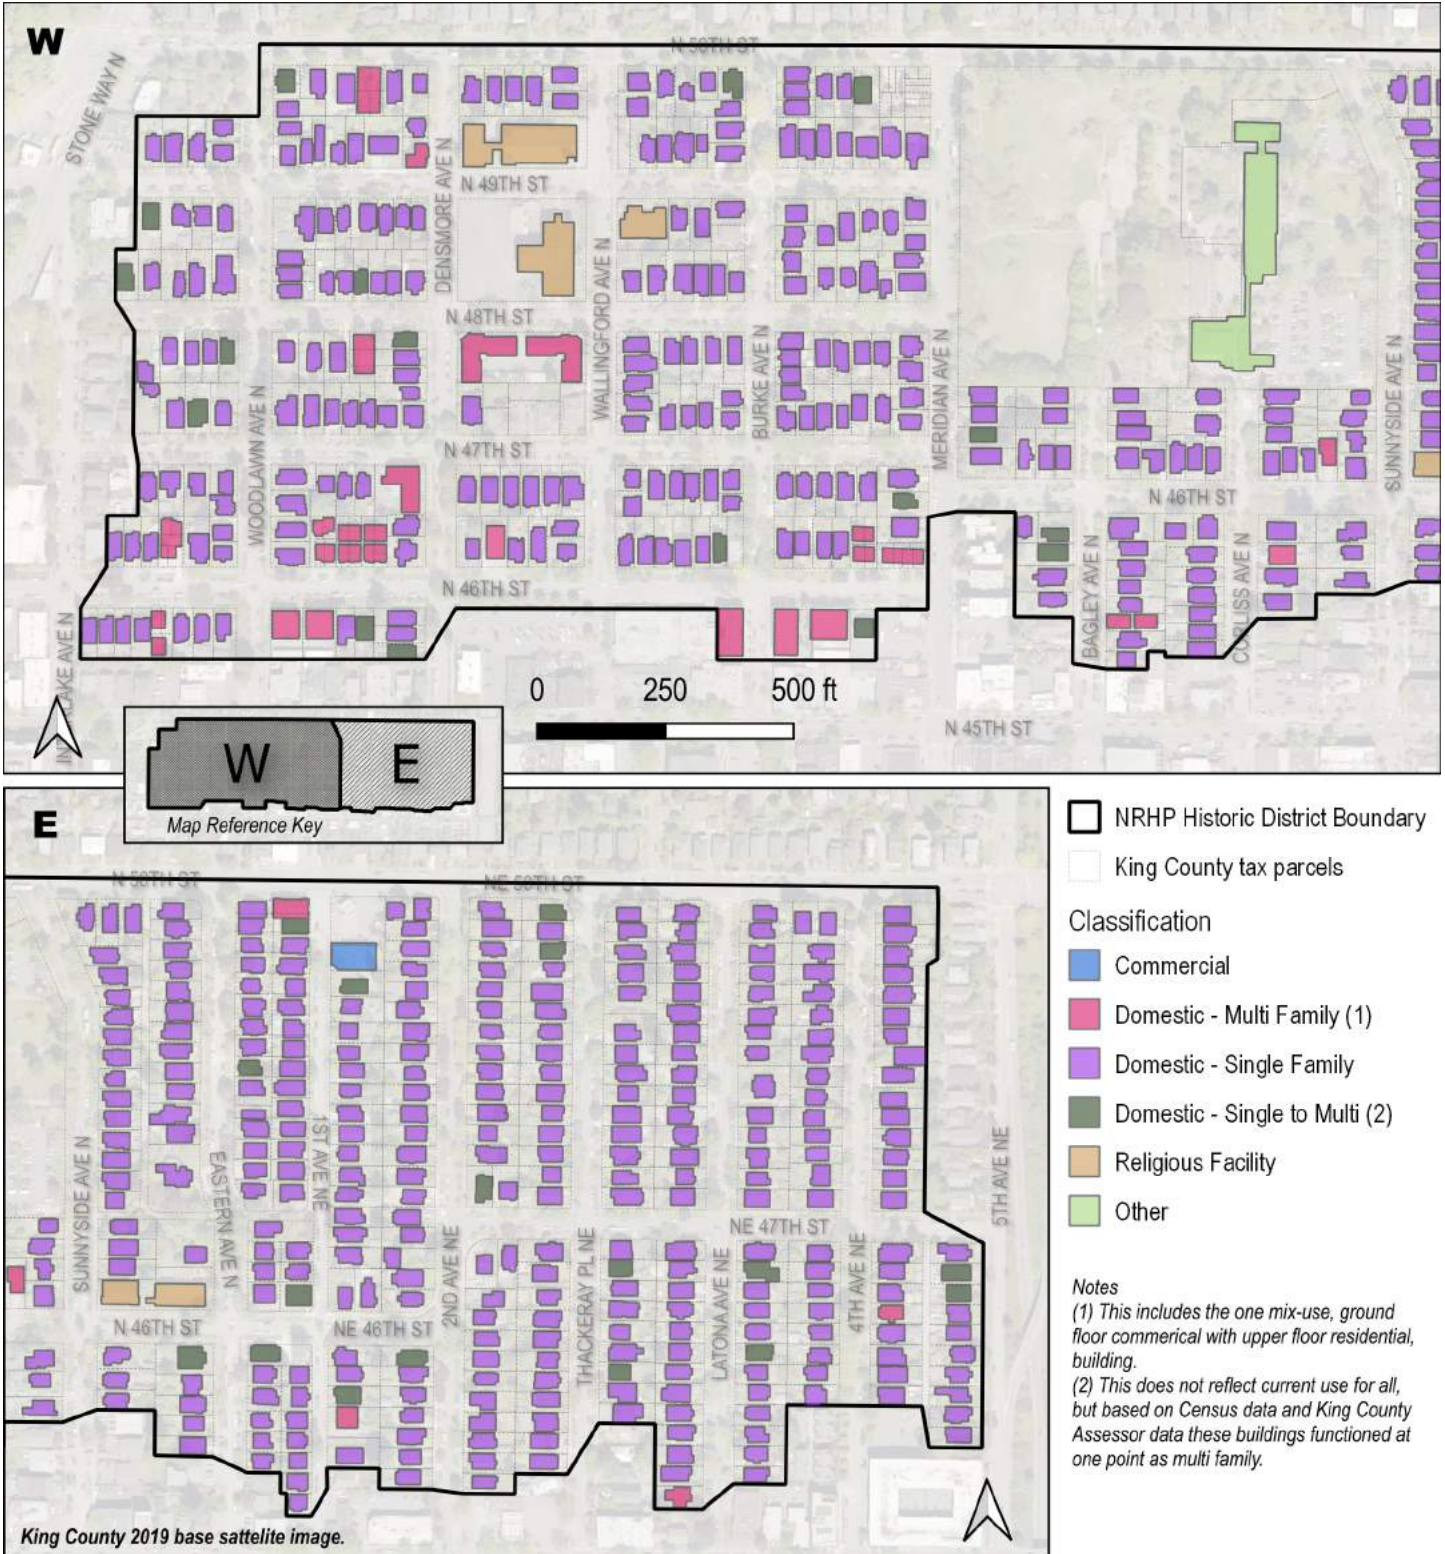 W
N 50TH ST
STONE WAY N
DENSMORE AVE N
N 49TH ST
WALLINGFORD AVE N
N 48TH ST
BURKE AVE N
MERIDIAN AVE N
SUNNYSIDE AVE N
WOODLAWN AVE N
N 47TH ST
N 46TH ST
BAGLEY AVE N
CORLISS AVE N
N 46TH ST
INTERLAKE AVE N
0 250 500 ft
N 45TH ST
W E
Map Reference Key
E
N 50TH ST
NE 50TH ST
SUNNYSIDE AVE N
EASTERN AVE N
1ST AVE NE
2ND AVE NE
THACKERAY PL NE
LATONA AVE NE
NE 47TH ST
4TH AVE NE
5TH AVE NE
N 46TH ST
NE 46TH ST
King County 2019 base sattelite image.
NRHP Historic District Boundary
King County tax parcels
Classification
Commercial
Domestic - Multi Family (1)
Domestic - Single Family
Domestic - Single to Multi (2)
Religious Facility
Other
Notes
(1) This includes the one mix-use, ground
floor commerical with upper floor residential,
building.
(2) This does not reflect current use for all,
but based on Census data and King County
Assessor data these buildings functioned at
one point as multi family.